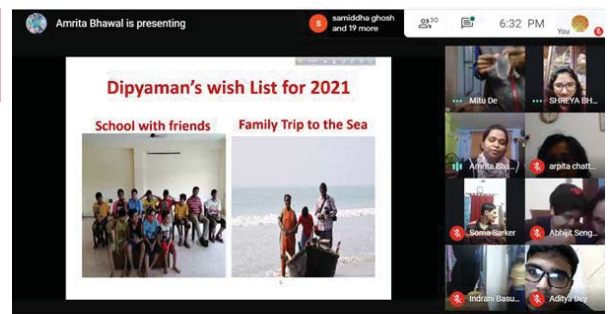 Amrita Bhawal is presenting
samiddha ghosh
and 19 more
30
6:32 PM
You
Dipyaman's wish List for 2021
School with friends
Family Trip to the Sea
Mitu De
SHREYA BH...
Amrita Bha...
arpita chatt...
Soma Sarker
Abhijit Seng...
Indrani Basu...
Aditya Dey